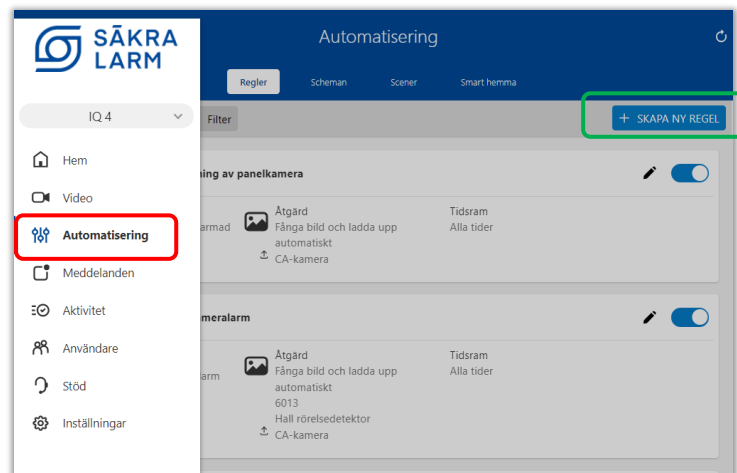 SĀKRA
LARM
Automatisering
Regler
Scheman
Scener
Smart hemma
IQ 4
Filter
+ SKAPA NY REGEL
Hem
Video
Automatisering
Meddelanden
Aktivitet
Användare
Stöd
Inställningar
ning av panelkamera
armad
Åtgärd
Fånga bild och ladda upp
automatiskt
CA-kamera
Tidsram
Alla tider
meralarm
arm
Åtgärd
Fånga bild och ladda upp
automatiskt
6013
Hall rörelsedetektor
CA-kamera
Tidsram
Alla tider